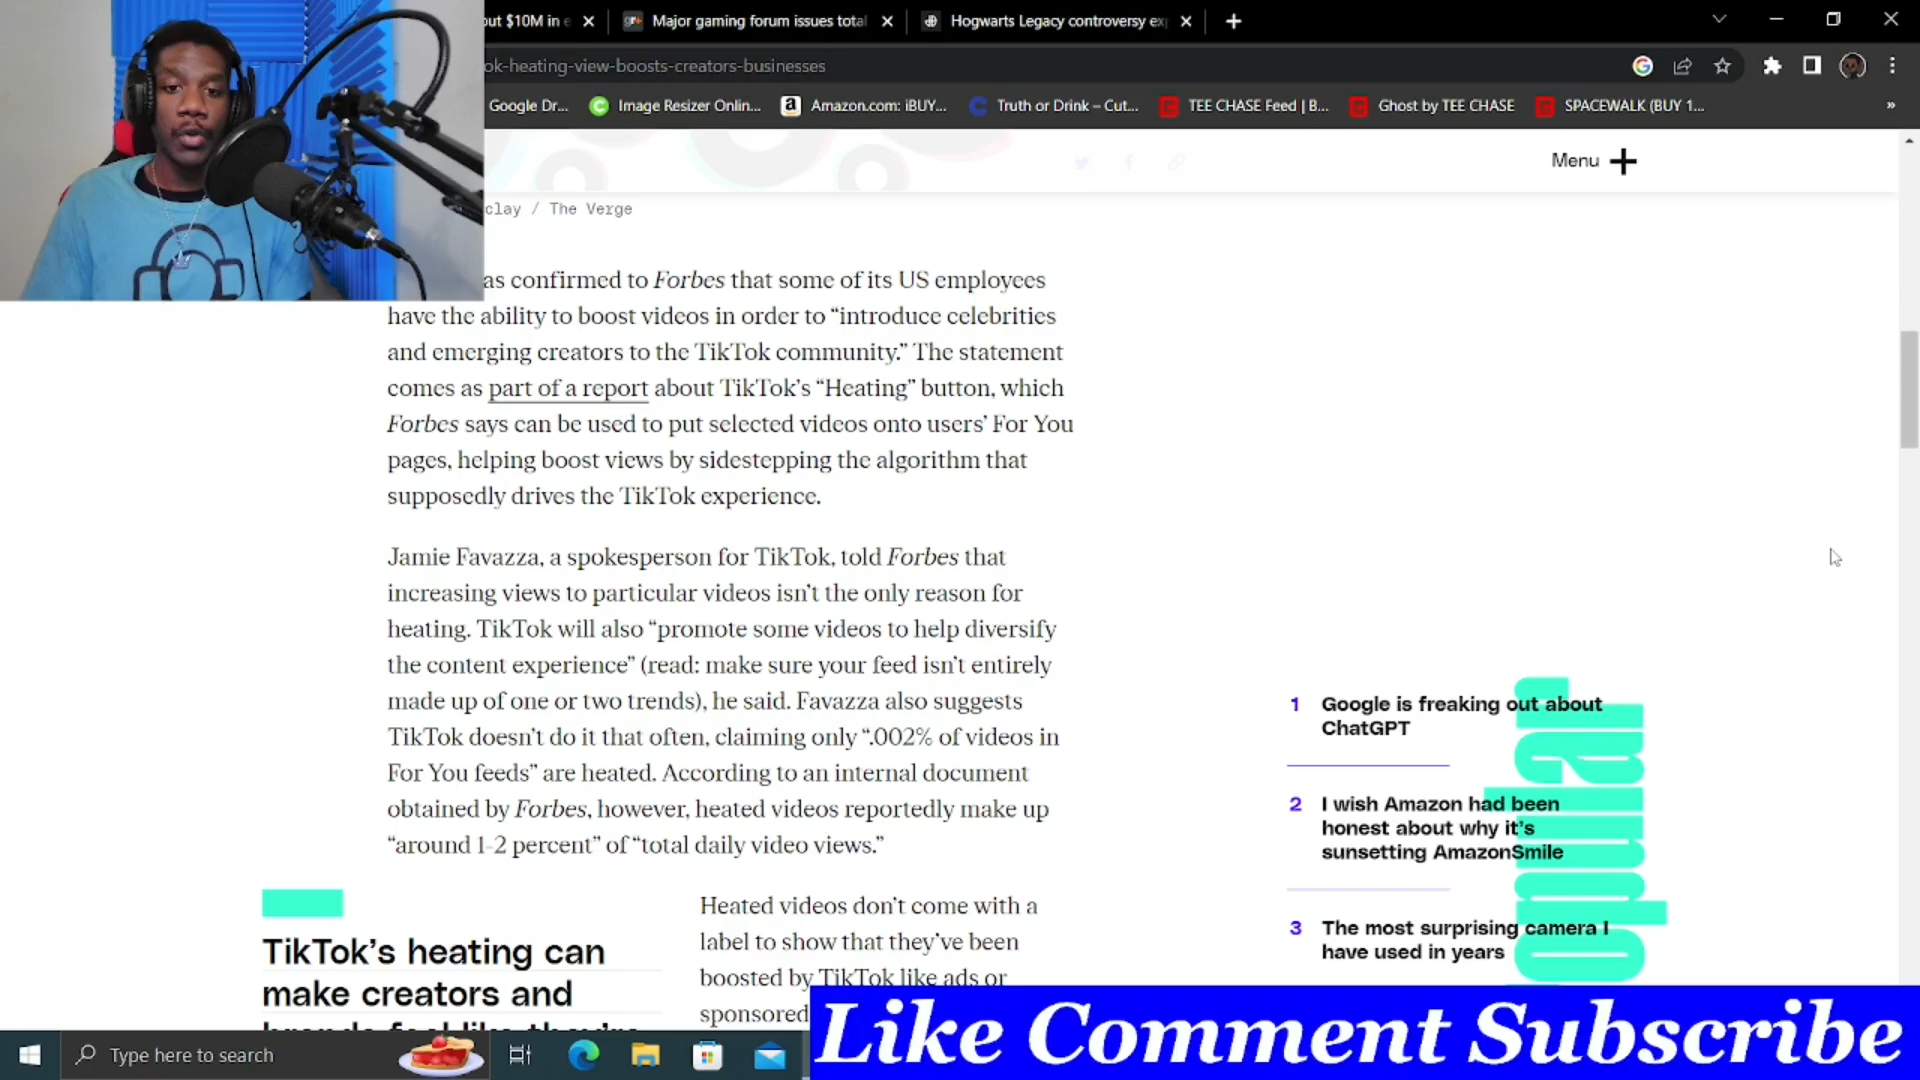 out $10M in e
Major gaming forum issues total
Hogwarts Legacy controversy ex
ok-heating-view-boosts-creators-businesses
Google Dr...
Image Resizer Onlin...
Amazon.com: iBUY...
Truth or Drink – Cut...
TEE CHASE Feed | B...
Ghost by TEE CHASE
SPACEWALK (BUY 1...
»
Menu
clay / The Verge
as confirmed to Forbes that some of its US employees
have the ability to boost videos in order to “introduce celebrities
and emerging creators to the TikTok community.” The statement
comes as part of a report about TikTok’s “Heating” button, which
Forbes says can be used to put selected videos onto users’ For You
pages, helping boost views by sidestepping the algorithm that
supposedly drives the TikTok experience.
Jamie Favazza, a spokesperson for TikTok, told Forbes that
increasing views to particular videos isn’t the only reason for
heating. TikTok will also “promote some videos to help diversify
the content experience” (read: make sure your feed isn’t entirely
made up of one or two trends), he said. Favazza also suggests
TikTok doesn’t do it that often, claiming only “.002% of videos in
For You feeds” are heated. According to an internal document
obtained by Forbes, however, heated videos reportedly make up
“around 1-2 percent” of “total daily video views.”
TikTok’s heating can
make creators and
Heated videos don’t come with a
label to show that they’ve been
boosted by TikTok like ads or
sponsored
1 Google is freaking out about
ChatGPT
2 I wish Amazon had been
honest about why it’s
sunsetting AmazonSmile
3 The most surprising camera I
have used in years
Like Comment Subscribe
Type here to search